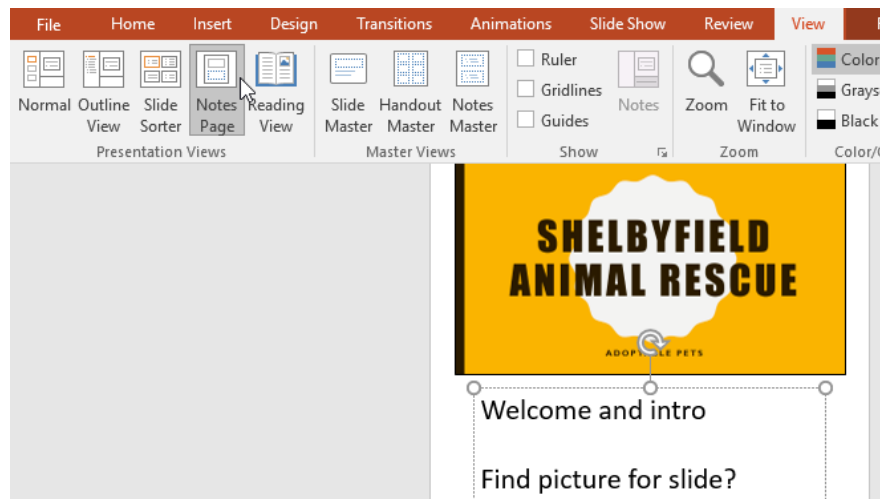 File Home Insert Design Transitions Animations Slide Show Review View
Normal Outline View Slide Sorter Notes Page Reading View
Slide Master Handout Master Notes Master
Ruler
Gridlines
Guides
Notes
Zoom Fit to Window
Color
Grays
Black
Presentation Views Master Views Show Zoom Color/
SHELBYFIELD
ANIMAL RESCUE
PETS
Welcome and intro
Find picture for slide?